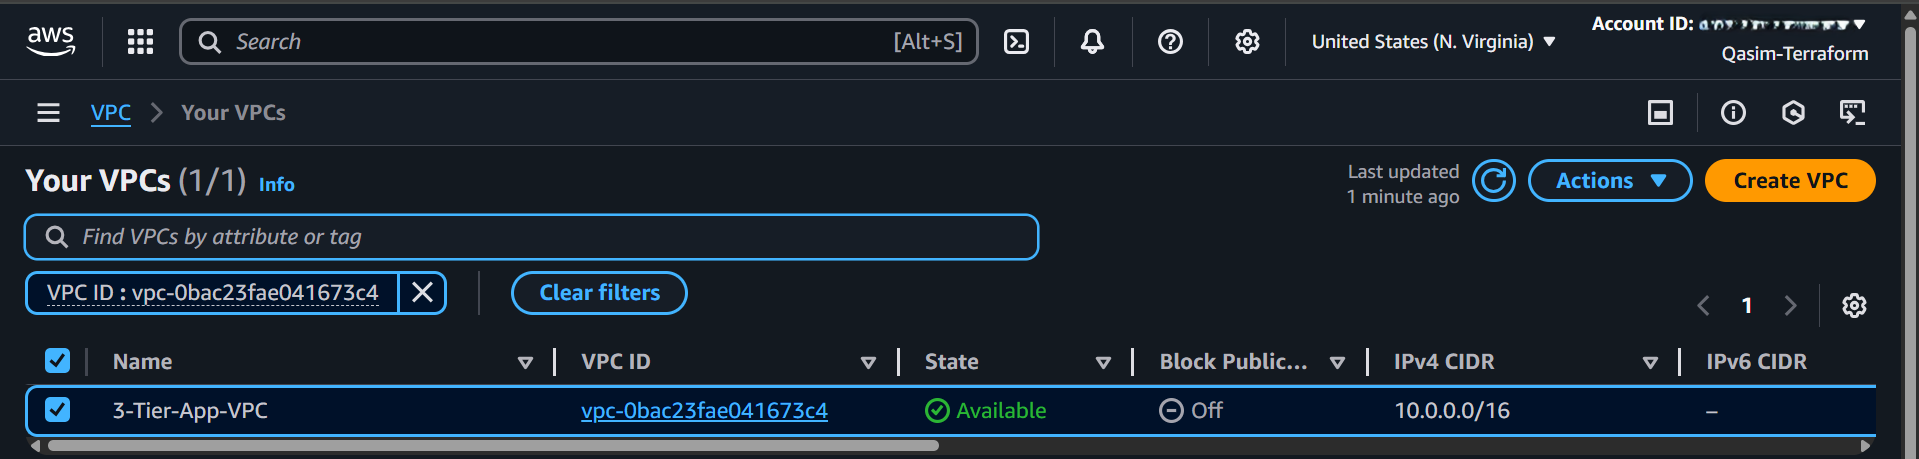 aws
Search [Alt+S]
United States (N. Virginia)
Account ID:
Qasim-Terraform
VPC
Your VPCs
Your VPCs (1/1) Info
Last updated
1 minute ago
Actions
Create VPC
Find VPCs by attribute or tag
VPC ID : vpc-0bac23fae041673c4
Clear filters
1
Name VPC ID State Block Public... IPv4 CIDR IPv6 CIDR
3-Tier-App-VPC vpc-0bac23fae041673c4 Available Off 10.0.0.0/16 –